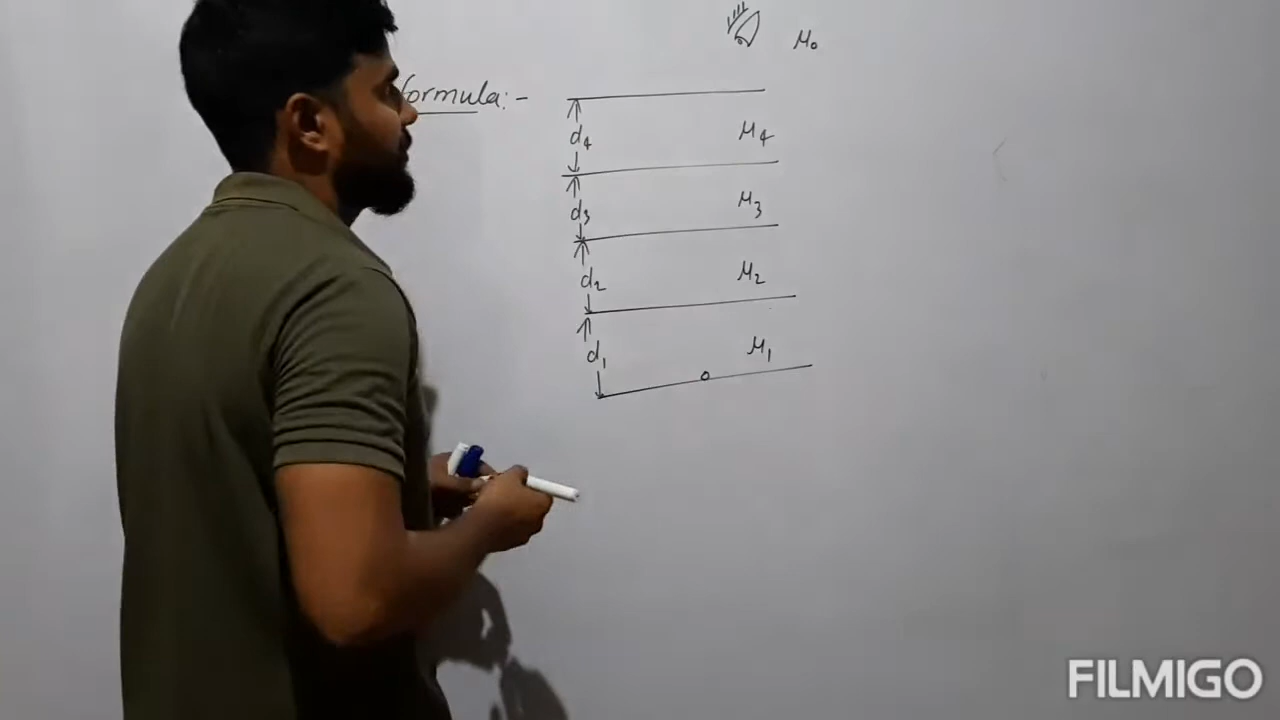 μ₀
formula:-
d₄ μ₄
d₃ μ₃
d₂ μ₂
d₁ μ₁
o
FILMIGO